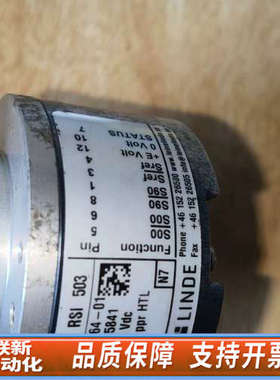 RSI 503
64-01
5841
Vdc
ppr HTL
N7
Function Pin
S00 5
S00 6
S90 8
S90 1
Sref 3
Sref 4
+E Volt 12
0 Volt 10
STATUS 7
LINDE
Phone +46 152 26500
Fax +46 152 26505
联新
动化
品质保障 支持开票